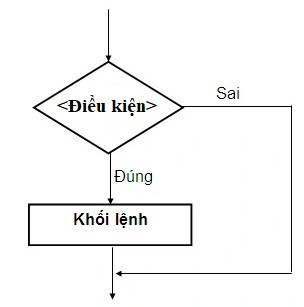 <Điều kiện>
Sai
Đúng
Khối lệnh